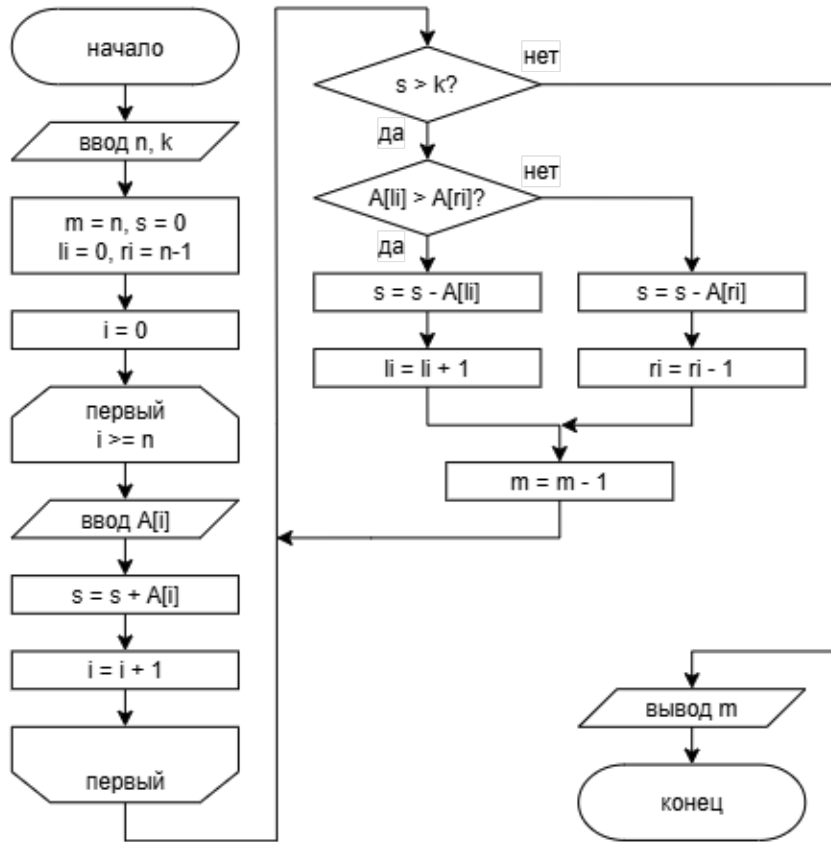 начало
ввод n, k
m = n, s = 0
li = 0, ri = n-1
i = 0
первый
i >= n
ввод A[i]
s = s + A[i]
i = i + 1
первый
s > k?
нет
да
A[li] > A[ri]?
нет
да
s = s - A[li]
s = s - A[ri]
li = li + 1
ri = ri - 1
m = m - 1
вывод m
конец